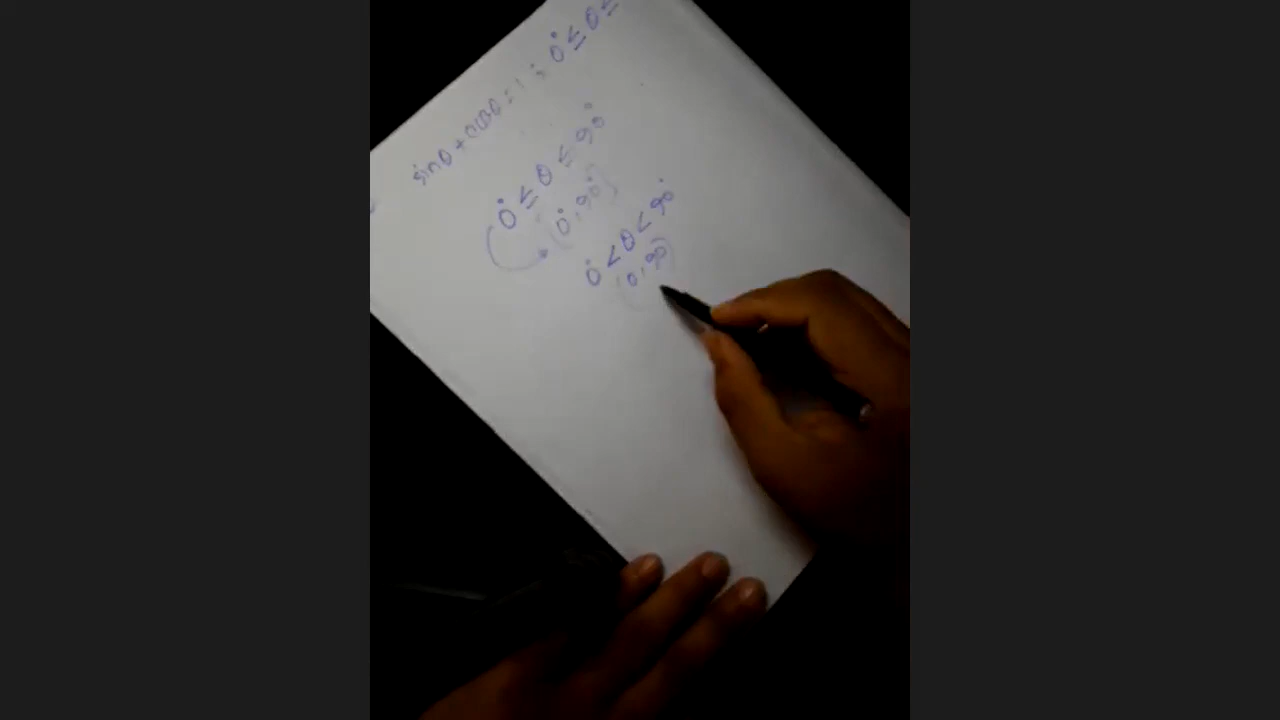 sinθ + cosθ = 1 ; 0° ≤ θ ≤
0° ≤ θ ≤ 90°
(0°, 90°)
0° < θ < 90°
(0, 90)